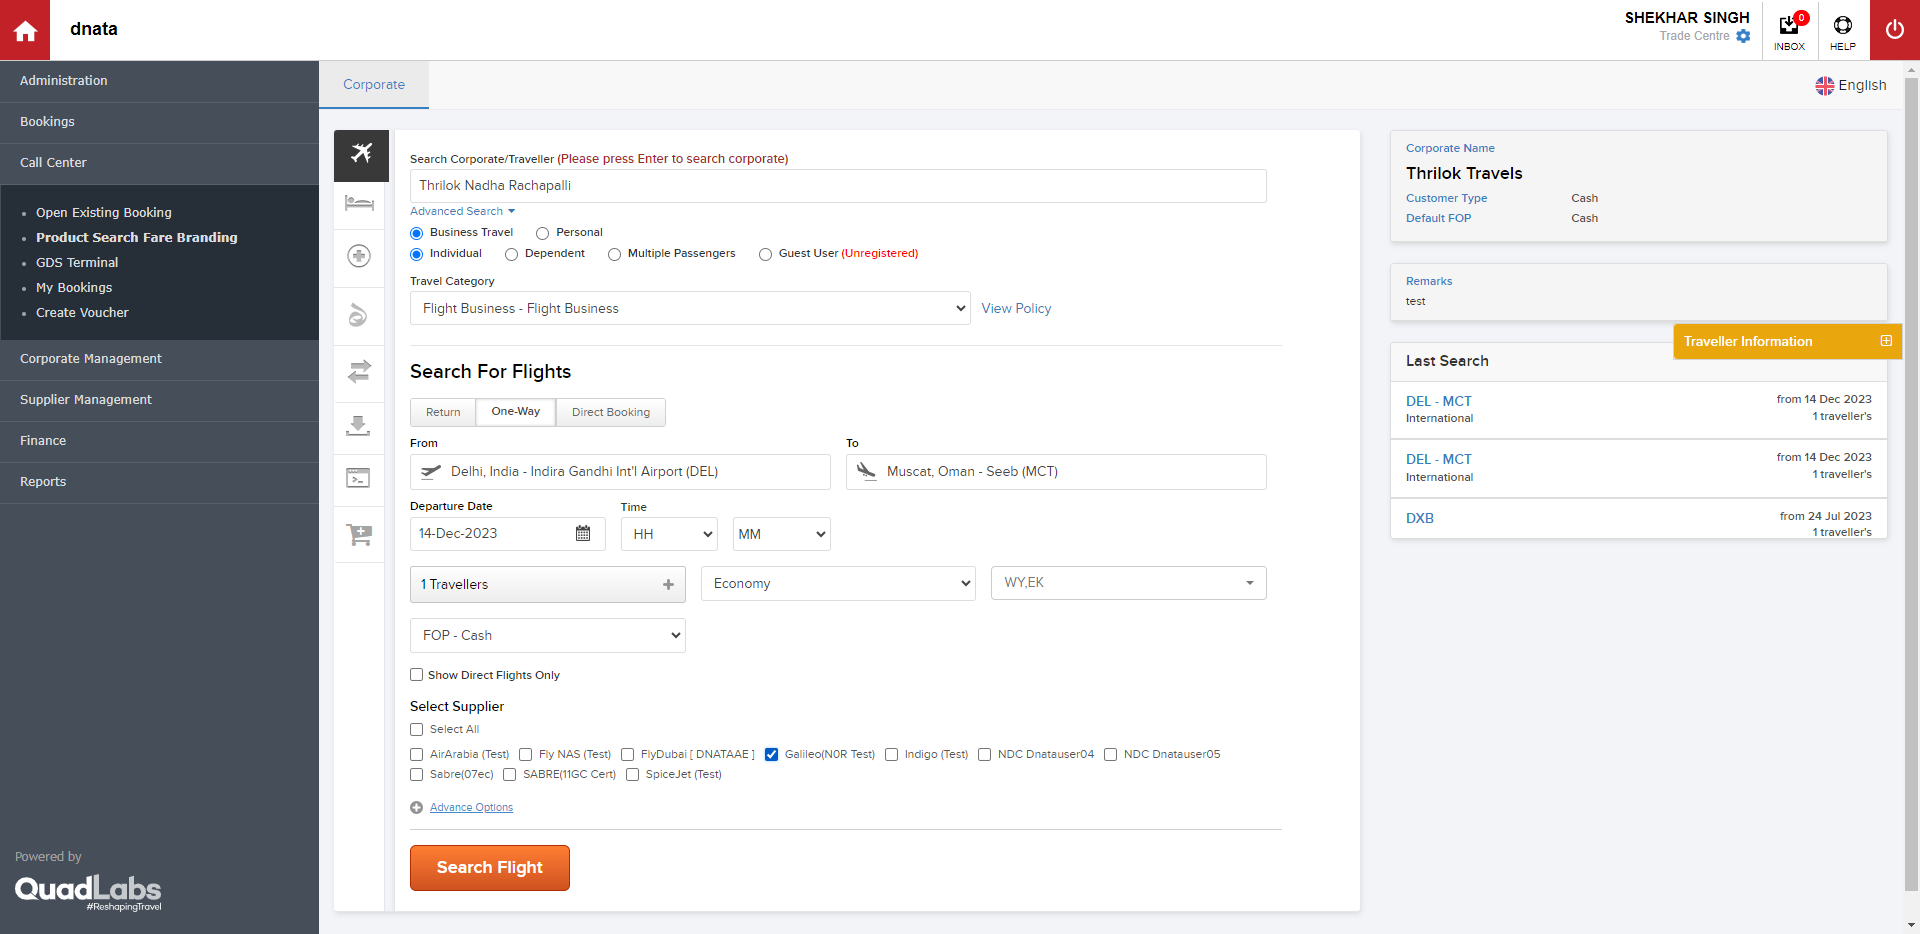 dnata
SHEKHAR SINGH
Trade Centre
0
INBOX
HELP
Administration
Bookings
Call Center
Open Existing Booking
Product Search Fare Branding
GDS Terminal
My Bookings
Create Voucher
Corporate Management
Supplier Management
Finance
Reports
Powered by
QuadLabs
#ReshapingTravel
Corporate
English
Search Corporate/Traveller (Please press Enter to search corporate)
Thrilok Nadha Rachapalli
Advanced Search
Business Travel Personal
Individual Dependent Multiple Passengers Guest User (Unregistered)
Travel Category
Flight Business - Flight Business View Policy
Search For Flights
Return One-Way Direct Booking
From To
Delhi, India - Indira Gandhi Int'l Airport (DEL) Muscat, Oman - Seeb (MCT)
Departure Date Time
14-Dec-2023 HH MM
1 Travellers Economy WY,EK
FOP - Cash
Show Direct Flights Only
Select Supplier
Select All
AirArabia (Test) Fly NAS (Test) FlyDubai [ DNATAAE ] Galileo(N0R Test) Indigo (Test) NDC Dnatauser04 NDC Dnatauser05
Sabre(07ec) SABRE(11GC Cert) SpiceJet (Test)
Advance Options
Search Flight
Corporate Name
Thrilok Travels
Customer Type Cash
Default FOP Cash
Remarks
test
Traveller Information
Last Search
DEL - MCT from 14 Dec 2023
International 1 traveller's
DEL - MCT from 14 Dec 2023
International 1 traveller's
DXB from 24 Jul 2023
1 traveller's